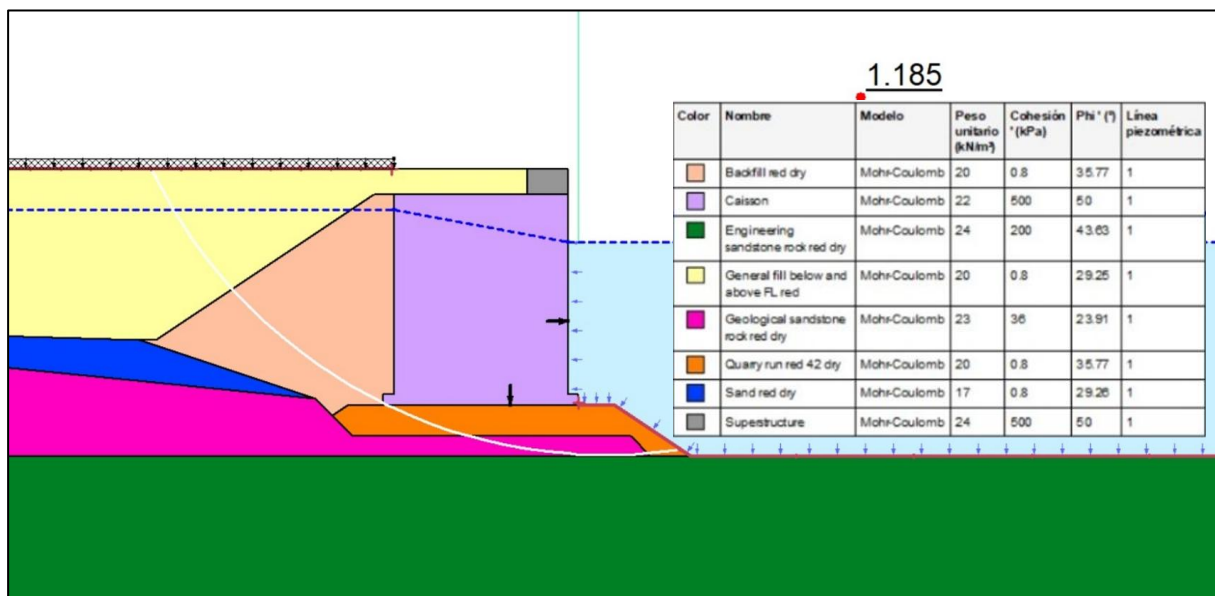 1.185
Color Nombre Modelo Peso unitario (kN/m³) Cohesión ' (kPa) Phi ' (°) Línea piezométrica
Backfill red dry Mohr-Coulomb 20 0.8 35.77 1
Caisson Mohr-Coulomb 22 500 50 1
Engineering sandstone rock red dry Mohr-Coulomb 24 200 43.63 1
General fill below and above FL red Mohr-Coulomb 20 0.8 29.25 1
Geological sandstone rock red dry Mohr-Coulomb 23 36 23.91 1
Quarry run red 42 dry Mohr-Coulomb 20 0.8 35.77 1
Sand red dry Mohr-Coulomb 17 0.8 29.26 1
Superstructure Mohr-Coulomb 24 500 50 1